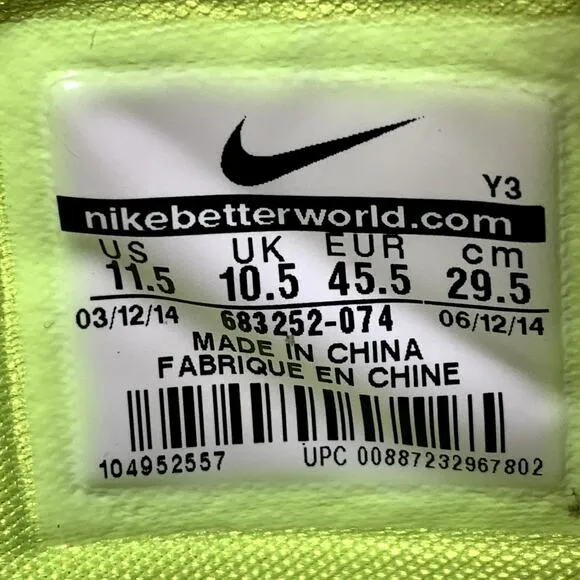 Y3
nikebetterworld.com
US UK EUR cm
11.5 10.5 45.5 29.5
03/12/14 683252-074 06/12/14
MADE IN CHINA
FABRIQUE EN CHINE
104952557 UPC 00887232967802